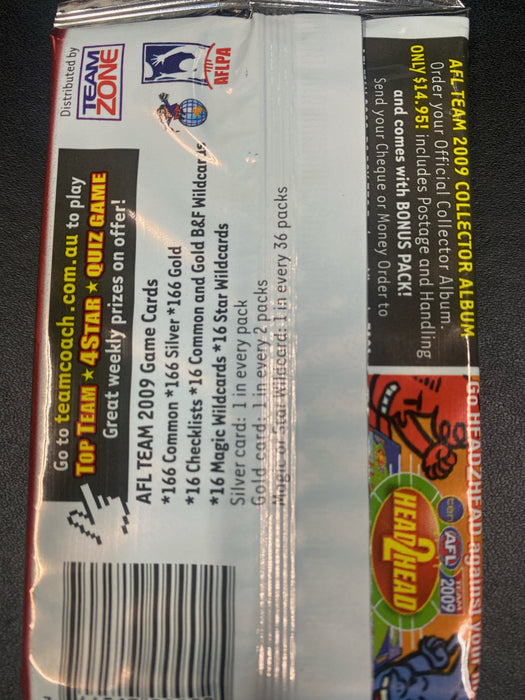 Distributed by
TEAM
ZONE
AFLPA
Go to teamcoach.com.au to play
TOP TEAM ★ 4STAR ★ QUIZ GAME
Great weekly prizes on offer!
AFL TEAM 2009 Game Cards
*166 Common *166 Silver *166 Gold
*16 Checklists *16 Common and Gold B&F Wildcards
*16 Magic Wildcards *16 Star Wildcards
Silver card: 1 in every pack
Gold card: 1 in every 2 packs
Magic or Star Wildcard: 1 in every 36 packs
AFL TEAM 2009 COLLECTOR ALBUM
Order your Official Collector Album.
ONLY $14.95! includes Postage and Handling
and comes with BONUS PACK!
Send your Cheque or Money Order to
Go HEAD2HEAD against your
HEAD2HEAD
AFL TEAM
2009